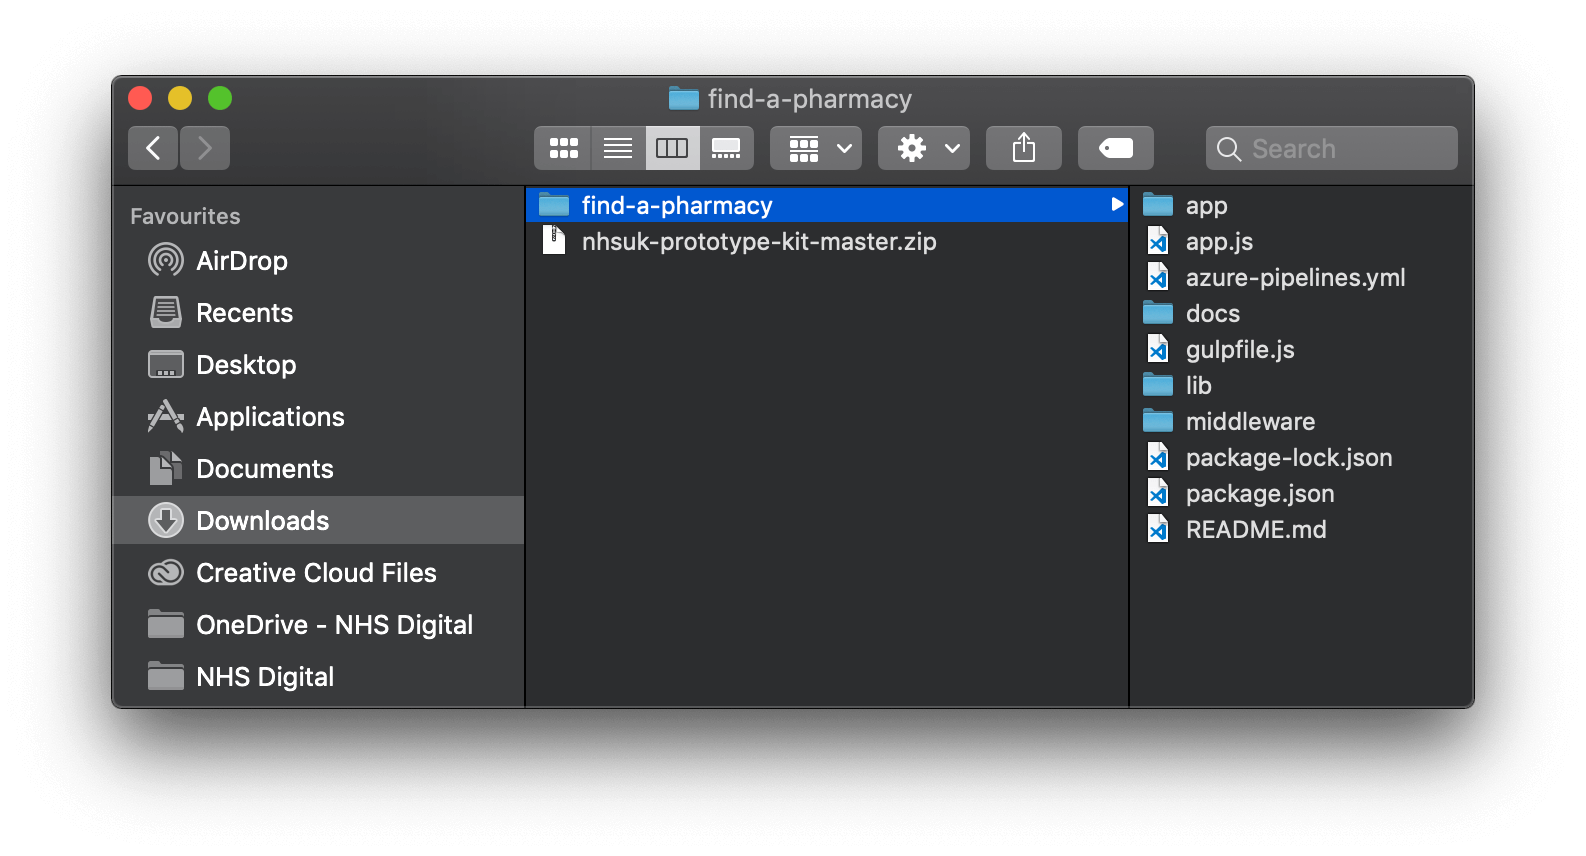 find-a-pharmacy
Search
Favourites
AirDrop
Recents
Desktop
Applications
Documents
Downloads
Creative Cloud Files
OneDrive - NHS Digital
NHS Digital
find-a-pharmacy
nhsuk-prototype-kit-master.zip
app
app.js
azure-pipelines.yml
docs
gulpfile.js
lib
middleware
package-lock.json
package.json
README.md